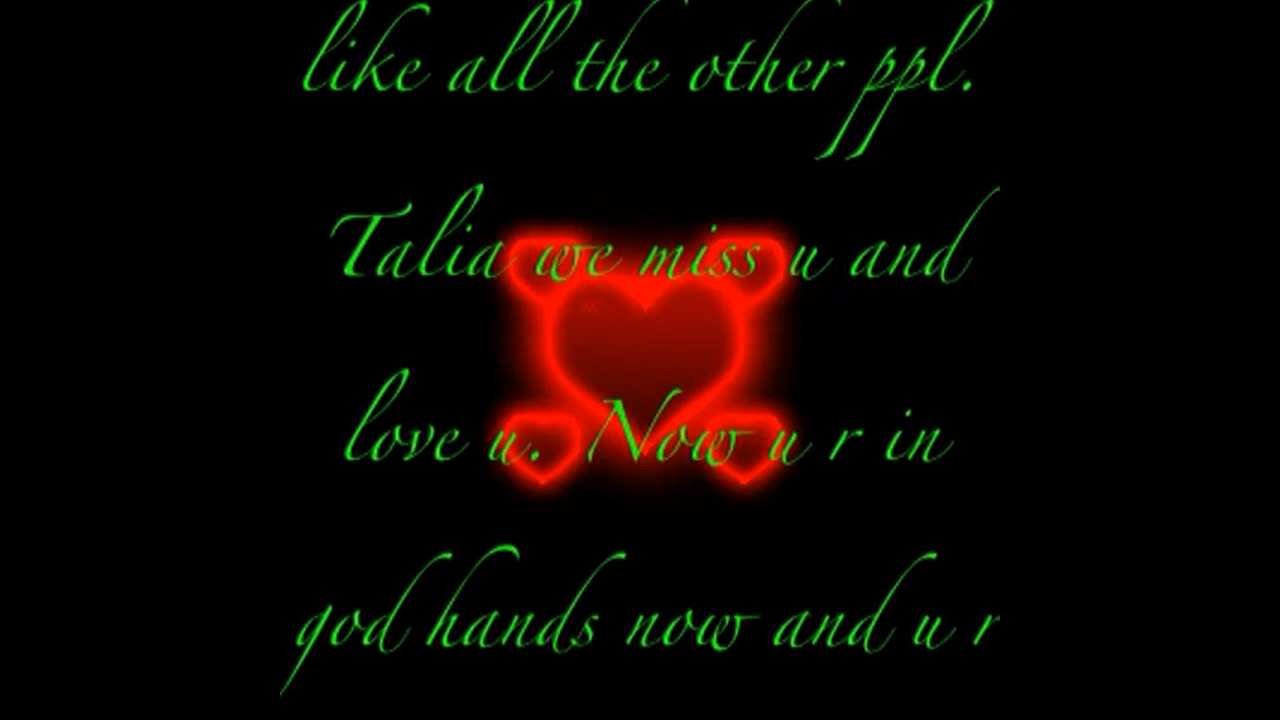 like all the other ppl.
Talia we miss u and
love u. Now u r in
god hands now and u r